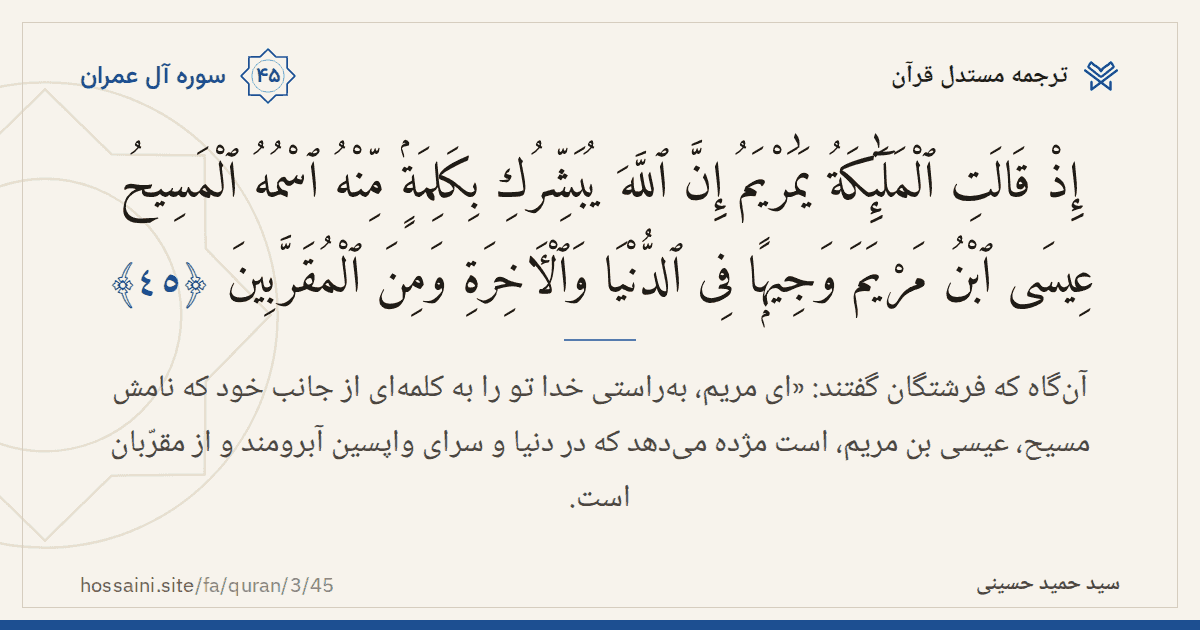 ترجمه مستدل قرآن
۴۵ سوره آل عمران
إِذْ قَالَتِ ٱلْمَلَٰٓئِكَةُ يَٰمَرْيَمُ إِنَّ ٱللَّهَ يُبَشِّرُكِ بِكَلِمَةٍۢ مِّنْهُ ٱسْمُهُ ٱلْمَسِيحُ
عِيسَى ٱبْنُ مَرْيَمَ وَجِيهًۭا فِى ٱلدُّنْيَا وَٱلْأَخِرَةِ وَمِنَ ٱلْمُقَرَّبِينَ ﴿٤٥﴾
آن‌گاه که فرشتگان گفتند: «ای مریم، به‌راستی خدا تو را به کلمه‌ای از جانب خود که نامش
مسیح، عیسی بن مریم، است مژده می‌دهد که در دنیا و سرای واپسین آبرومند و از مقرّبان
است.
سید حمید حسینی
hossaini.site/fa/quran/3/45